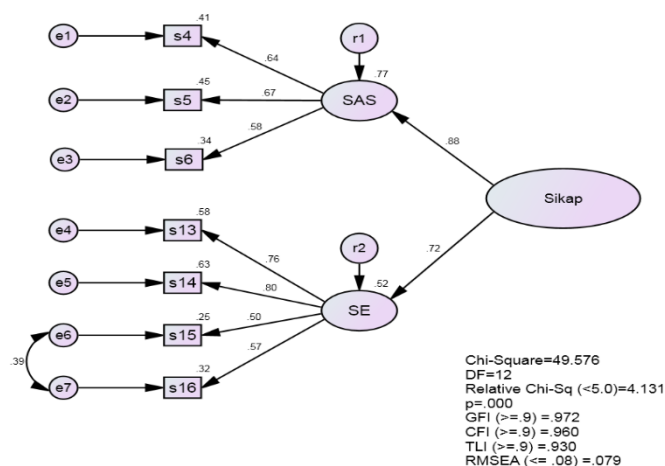 .41
e1
s4
r1
.64
.77
.45
e2
s5
.67
SAS
.34
.58
e3
s6
.88
Sikap
.58
e4
s13
r2
.72
.76
.63
e5
s14
.80
.52
SE
.25
e6
s15
.50
.39
.57
.32
e7
s16
Chi-Square=49.576
DF=12
Relative Chi-Sq (<5.0)=4.131
p=.000
GFI (>=.9) =.972
CFI (>=.9) =.960
TLI (>=.9) =.930
RMSEA (<= .08) =.079